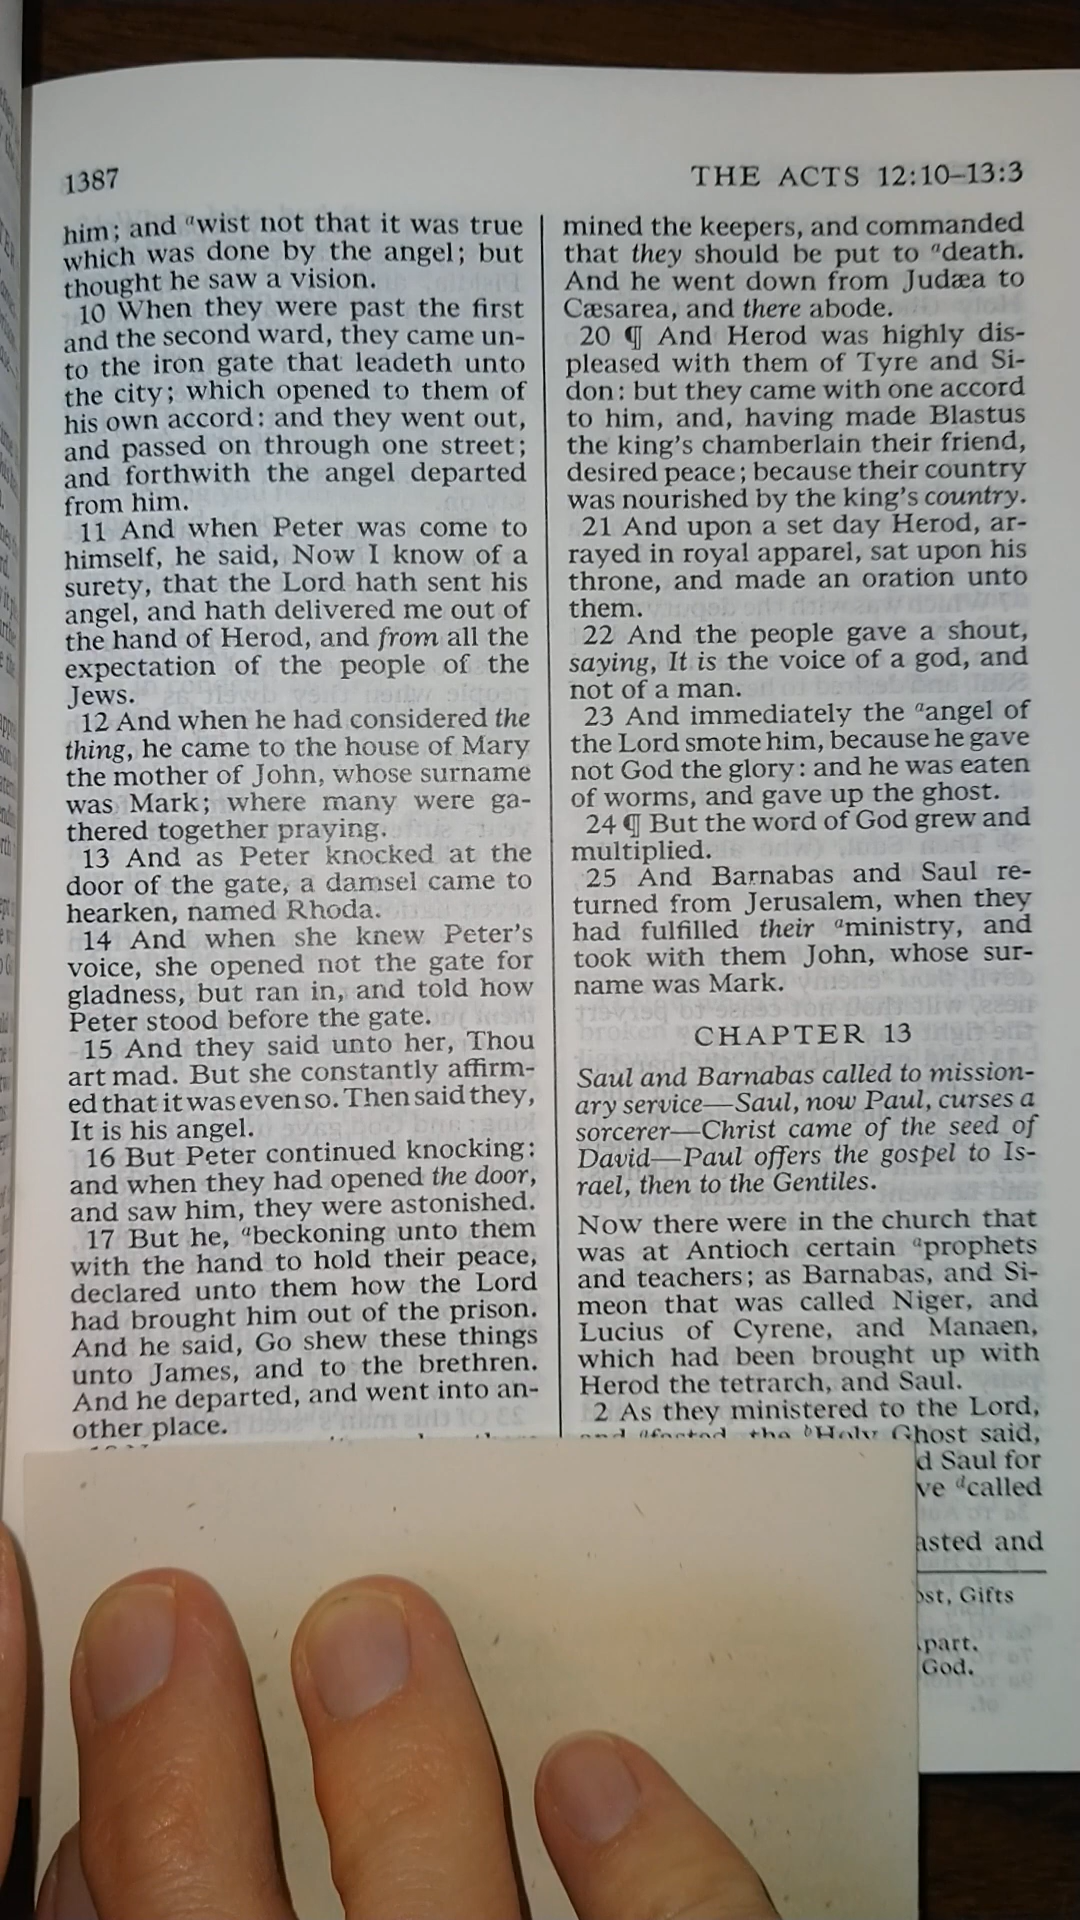 1387
THE ACTS 12:10–13:3
him; and ᵃwist not that it was true
which was done by the angel; but
thought he saw a vision.
10 When they were past the first
and the second ward, they came un-
to the iron gate that leadeth unto
the city; which opened to them of
his own accord: and they went out,
and passed on through one street;
and forthwith the angel departed
from him.
11 And when Peter was come to
himself, he said, Now I know of a
surety, that the Lord hath sent his
angel, and hath delivered me out of
the hand of Herod, and from all the
expectation of the people of the
Jews.
12 And when he had considered the
thing, he came to the house of Mary
the mother of John, whose surname
was Mark; where many were ga-
thered together praying.
13 And as Peter knocked at the
door of the gate, a damsel came to
hearken, named Rhoda.
14 And when she knew Peter's
voice, she opened not the gate for
gladness, but ran in, and told how
Peter stood before the gate.
15 And they said unto her, Thou
art mad. But she constantly affirm-
ed that it was even so. Then said they,
It is his angel.
16 But Peter continued knocking:
and when they had opened the door,
and saw him, they were astonished.
17 But he, ᵃbeckoning unto them
with the hand to hold their peace,
declared unto them how the Lord
had brought him out of the prison.
And he said, Go shew these things
unto James, and to the brethren.
And he departed, and went into an-
other place.
mined the keepers, and commanded
that they should be put to ᵃdeath.
And he went down from Judæa to
Cæsarea, and there abode.
20 ¶ And Herod was highly dis-
pleased with them of Tyre and Si-
don: but they came with one accord
to him, and, having made Blastus
the king's chamberlain their friend,
desired peace; because their country
was nourished by the king's country.
21 And upon a set day Herod, ar-
rayed in royal apparel, sat upon his
throne, and made an oration unto
them.
22 And the people gave a shout,
saying, It is the voice of a god, and
not of a man.
23 And immediately the ᵃangel of
the Lord smote him, because he gave
not God the glory: and he was eaten
of worms, and gave up the ghost.
24 ¶ But the word of God grew and
multiplied.
25 And Barnabas and Saul re-
turned from Jerusalem, when they
had fulfilled their ᵃministry, and
took with them John, whose sur-
name was Mark.
CHAPTER 13
Saul and Barnabas called to mission-
ary service—Saul, now Paul, curses a
sorcerer—Christ came of the seed of
David—Paul offers the gospel to Is-
rael, then to the Gentiles.
Now there were in the church that
was at Antioch certain ᵃprophets
and teachers; as Barnabas, and Si-
meon that was called Niger, and
Lucius of Cyrene, and Manaen,
which had been brought up with
Herod the tetrarch, and Saul.
2 As they ministered to the Lord,
and ᵃfasted, the ᵇHoly Ghost said,
d Saul for
ve ᵈcalled
asted and
ost, Gifts
part.
God.